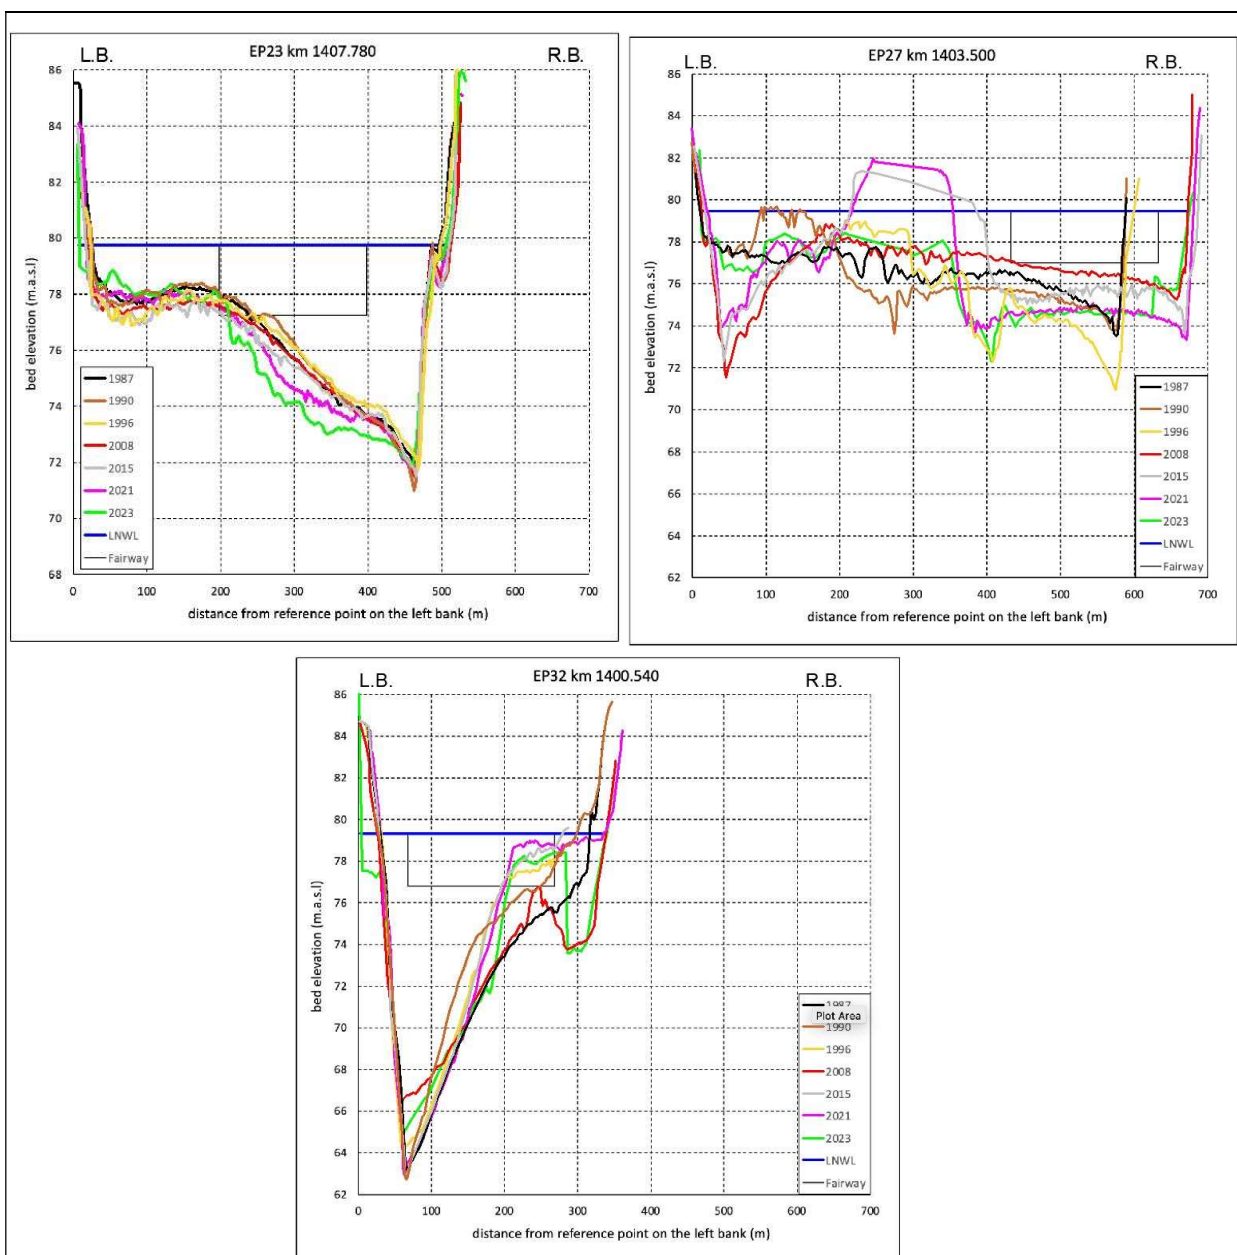 L.B.
EP23 km 1407.780
R.B.
86
84
82
80
78
76
74
72
70
68
bed elevation (m.a.s.l)
1987
1990
1996
2008
2015
2021
2023
LNWL
Fairway
0 100 200 300 400 500 600 700
distance from reference point on the left bank (m)
L.B.
EP27 km 1403.500
R.B.
86
84
82
80
78
76
74
72
70
68
66
64
62
bed elevation (m.a.s.l)
1987
1990
1996
2008
2015
2021
2023
LNWL
Fairway
0 100 200 300 400 500 600 700
distance from reference point on the left bank (m)
L.B.
EP32 km 1400.540
R.B.
86
84
82
80
78
76
74
72
70
68
66
64
62
bed elevation (m.a.s.l)
1987
Plot Area
1990
1996
2008
2015
2021
2023
LNWL
Fairway
0 100 200 300 400 500 600 700
distance from reference point on the left bank (m)